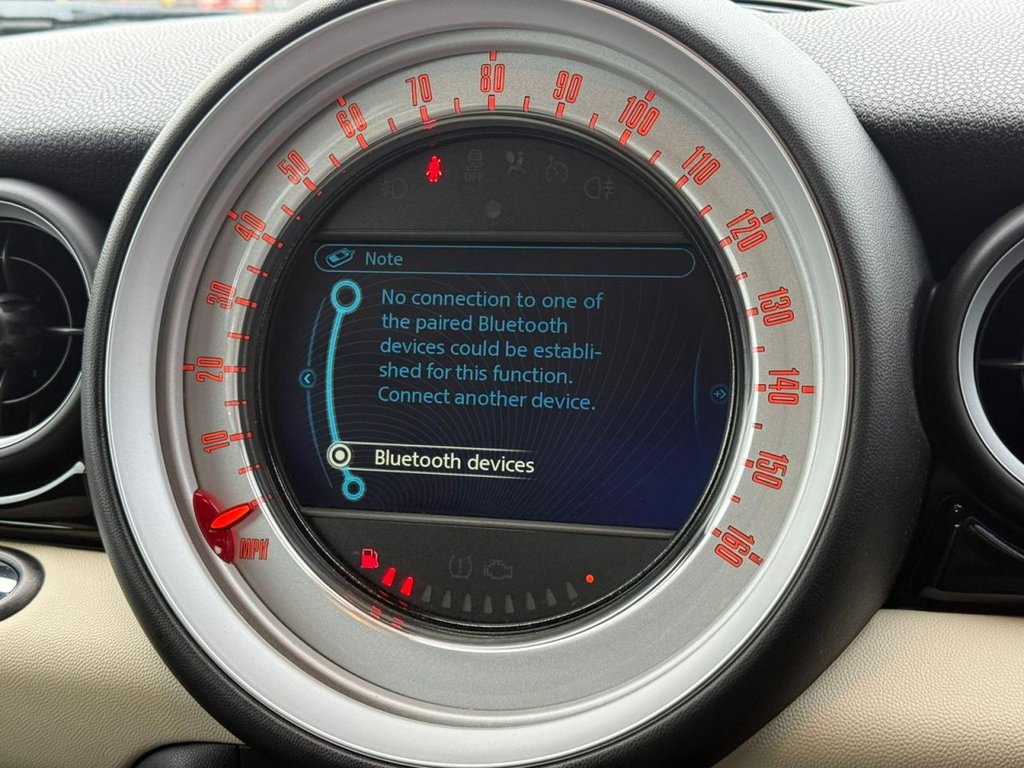 10
20
30
40
50
60
70
80
90
100
110
120
130
140
150
160
MPH
Note
No connection to one of
the paired Bluetooth
devices could be establi-
shed for this function.
Connect another device.
Bluetooth devices